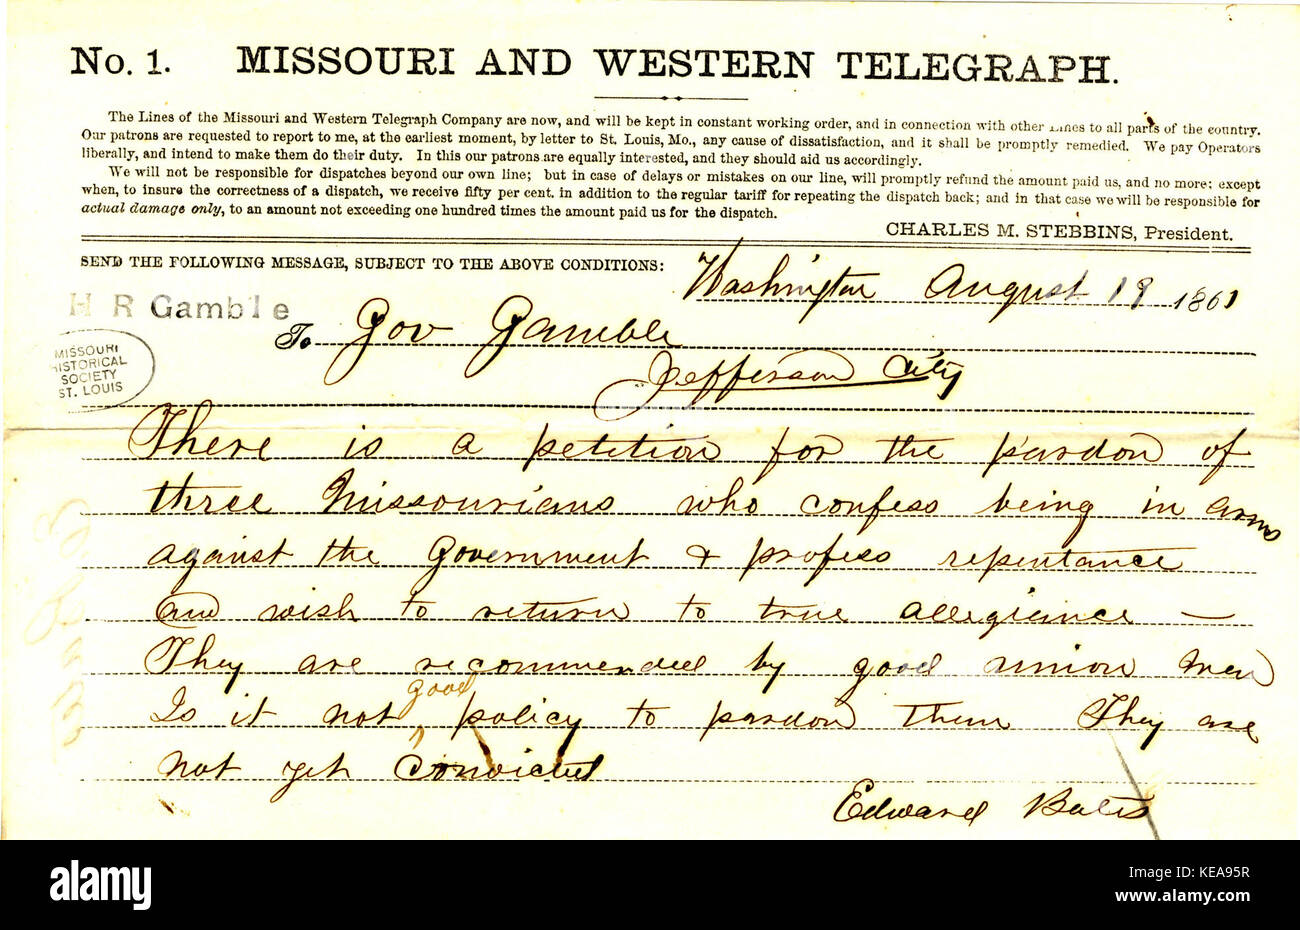 No. 1. MISSOURI AND WESTERN TELEGRAPH.
The Lines of the Missouri and Western Telegraph Company are now, and will be kept in constant working order, and in connection with other Lines to all parts of the country.
Our patrons are requested to report to me, at the earliest moment, by letter to St. Louis, Mo., any cause of dissatisfaction, and it shall be promptly remedied. We pay Operators
liberally, and intend to make them do their duty. In this our patrons are equally interested, and they should aid us accordingly.
We will not be responsible for dispatches beyond our own line; but in case of delays or mistakes on our line, will promptly refund the amount paid us, and no more: except
when, to insure the correctness of a dispatch, we receive fifty per cent. in addition to the regular tariff for repeating the dispatch back; and in that case we will be responsible for
actual damage only, to an amount not exceeding one hundred times the amount paid us for the dispatch.
CHARLES M. STEBBINS, President.
SEND THE FOLLOWING MESSAGE, SUBJECT TO THE ABOVE CONDITIONS:
Washington August 19 1861
H R Gamble
To Gov Gamble
Jefferson City
MISSOURI
HISTORICAL
SOCIETY
ST. LOUIS
There is a petition for the pardon of
three Missourians who confess being in arms
against the Government & profess repentance
and wish to return to true allegiance —
They are recommended by good union men
Is it not good policy to pardon them They are
not yet convicted
Edward Bates
alamy
a
alamy
a
alamy
Image ID: KEA95R
www.alamy.com